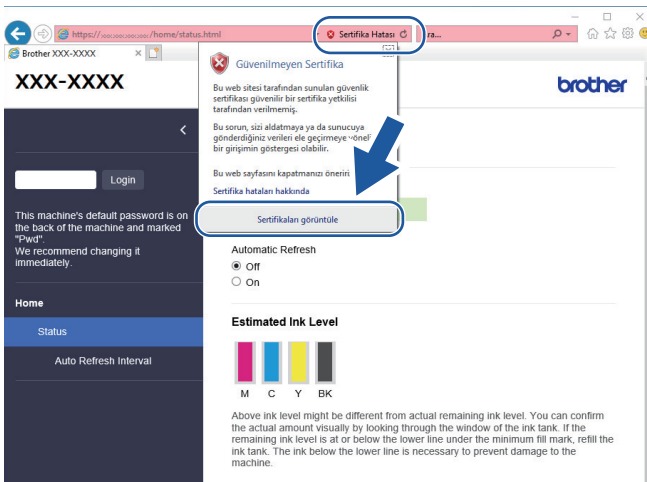 https://xxx.xxx.xxx.xxx/home/status.html
Sertifika Hatası
Brother XXX-XXXX
XXX-XXXX
brother
Güvenilmeyen Sertifika
Bu web sitesi tarafından sunulan güvenlik
sertifikası güvenilir bir sertifika yetkilisi
tarafından verilmemiş.
Bu sorun, sizi aldatmaya ya da sunucuya
gönderdiğiniz verileri ele geçirmeye yönel
bir girişimin göstergesi olabilir.
Bu web sayfasını kapatmanızı öneriri
Sertifika hataları hakkında
Sertifikaları görüntüle
Login
This machine's default password is on
the back of the machine and marked
"Pwd".
We recommend changing it
immediately.
Home
Status
Auto Refresh Interval
Automatic Refresh
Off
On
Estimated Ink Level
M C Y BK
Above ink level might be different from actual remaining ink level. You can confirm
the actual amount visually by looking through the window of the ink tank. If the
remaining ink level is at or below the lower line under the minimum fill mark, refill the
ink tank. The ink below the lower line is necessary to prevent damage to the
machine.